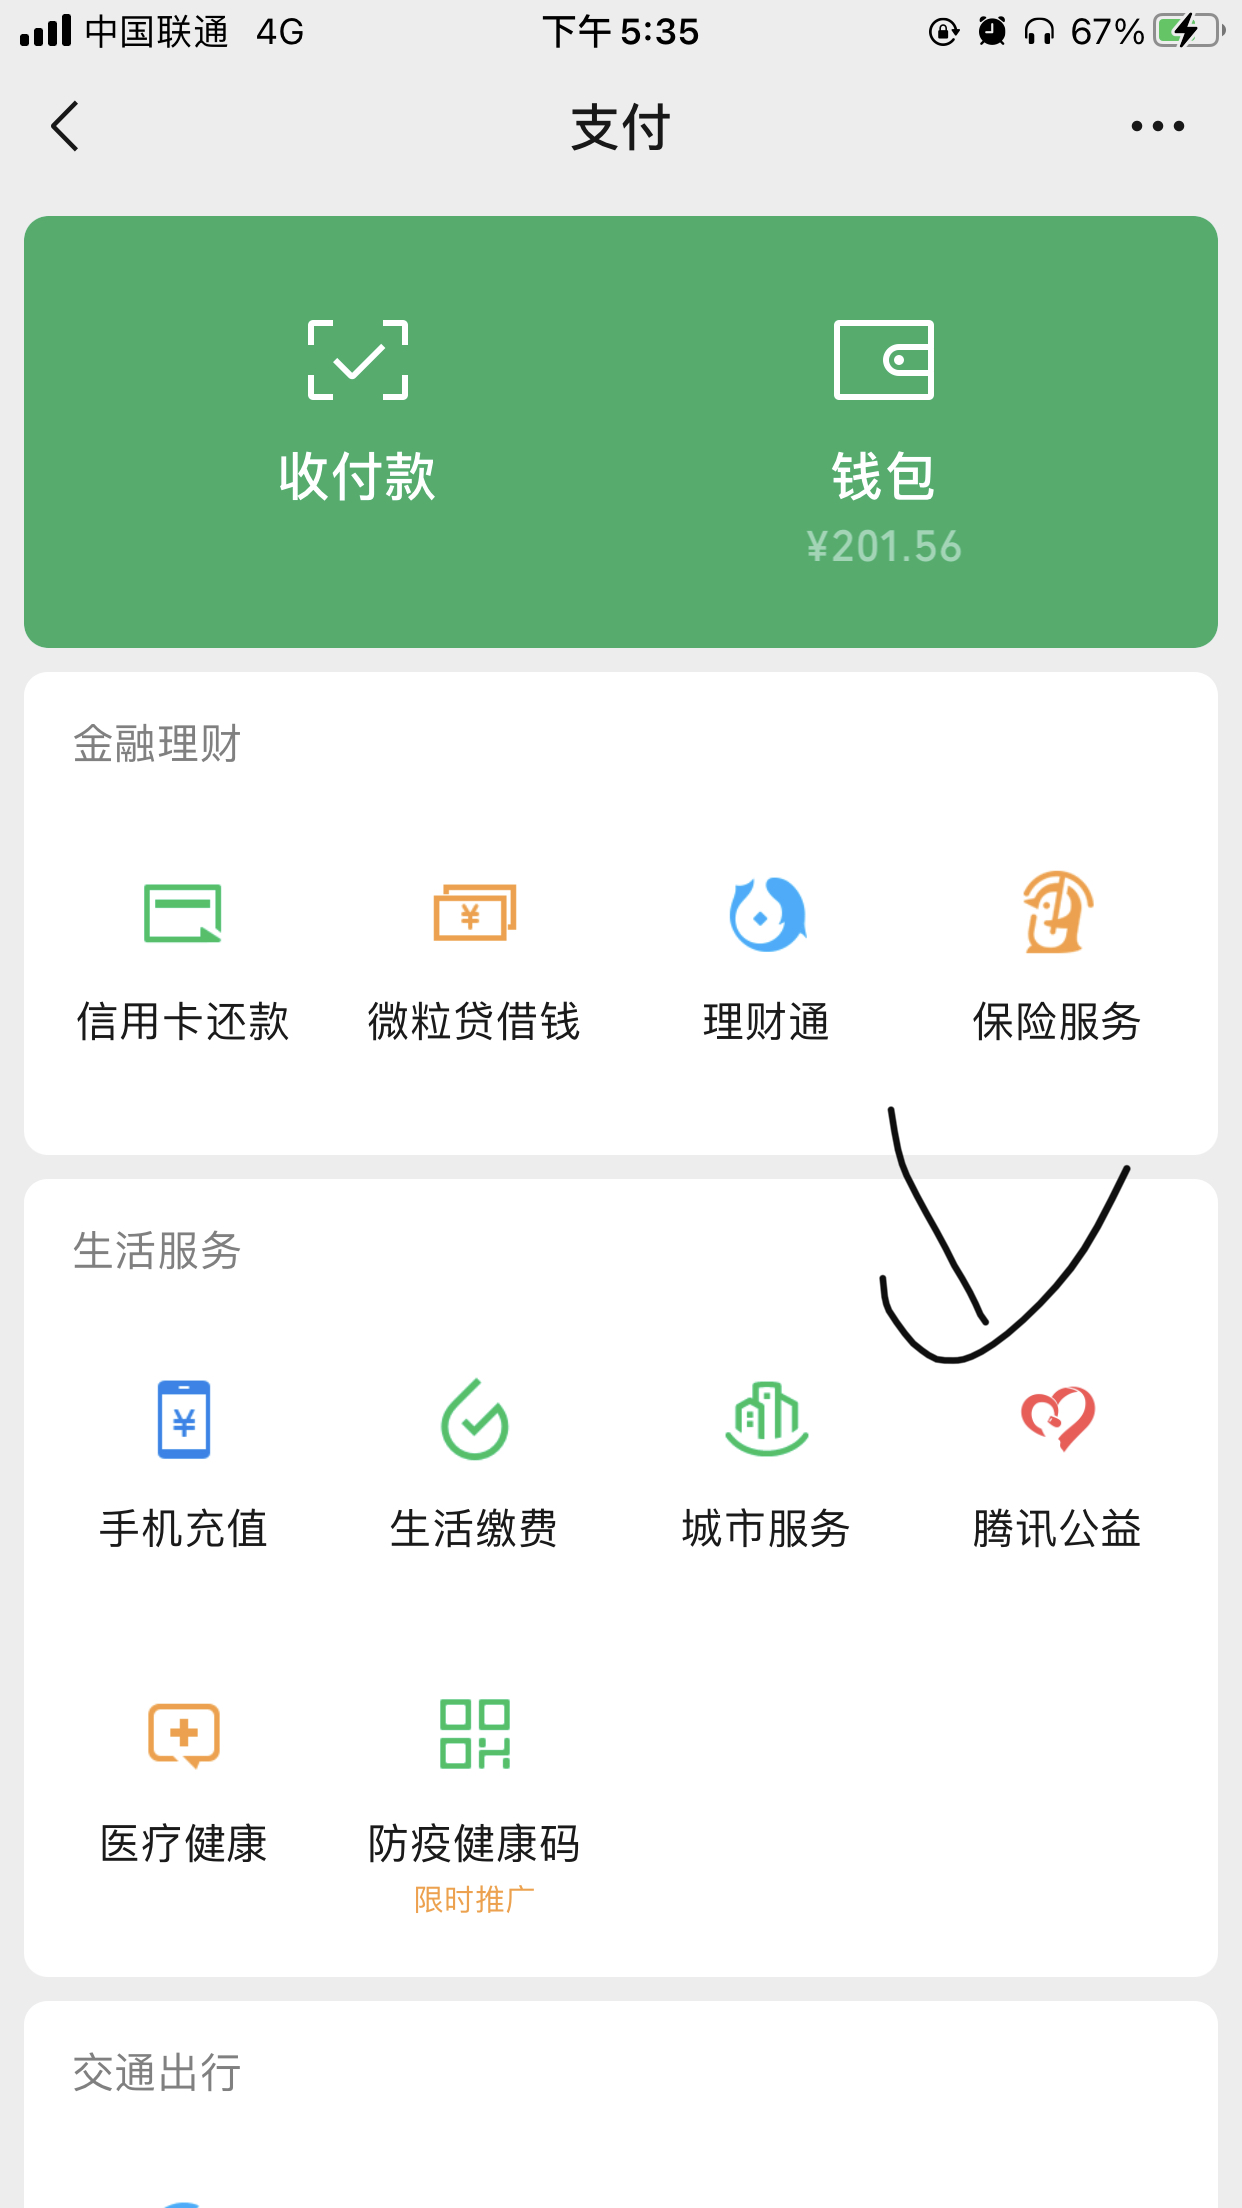 中国联通 4G 下午 5:35 67%
支付
收付款 钱包
¥201.56
金融理财
信用卡还款 微粒贷借钱 理财通 保险服务
生活服务
手机充值 生活缴费 城市服务 腾讯公益
医疗健康 防疫健康码
限时推广
交通出行